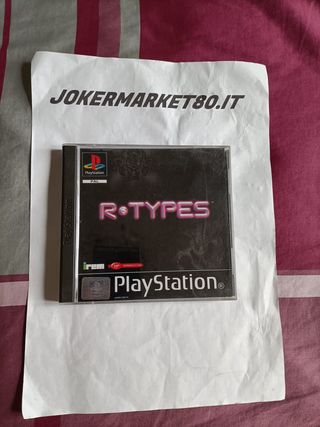 JOKERMARKET80.IT
PlayStation
PAL
R•TYPES
irem
PlayStation